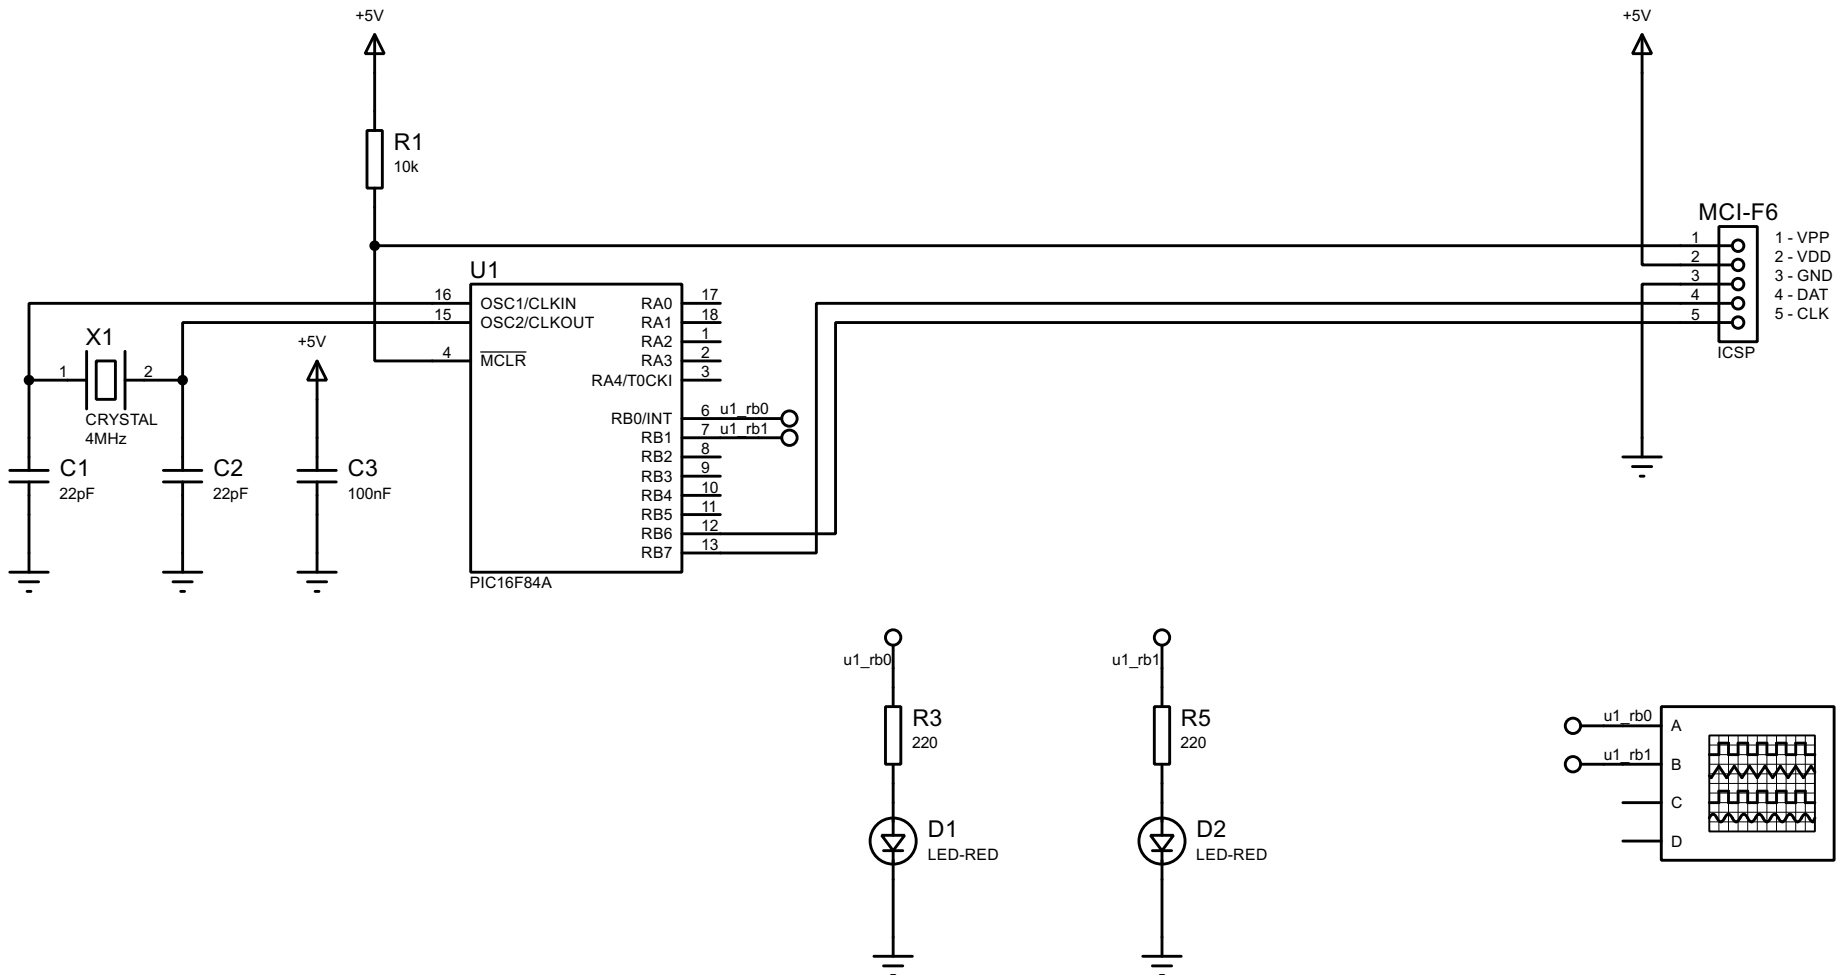 +5V
+5V
R1
10k
MCI-F6
1
2
3
4
5
1 - VPP
2 - VDD
3 - GND
4 - DAT
5 - CLK
ICSP
U1
16
15
4
OSC1/CLKIN
OSC2/CLKOUT
MCLR
RA0
RA1
RA2
RA3
RA4/T0CKI
RB0/INT
RB1
RB2
RB3
RB4
RB5
RB6
RB7
17
18
1
2
3
6 u1_rb0
7 u1_rb1
8
9
10
11
12
13
PIC16F84A
X1
1 2
CRYSTAL
4MHz
+5V
C1
22pF
C2
22pF
C3
100nF
u1_rb0
R3
220
D1
LED-RED
u1_rb1
R5
220
D2
LED-RED
u1_rb0 A
u1_rb1 B
C
D